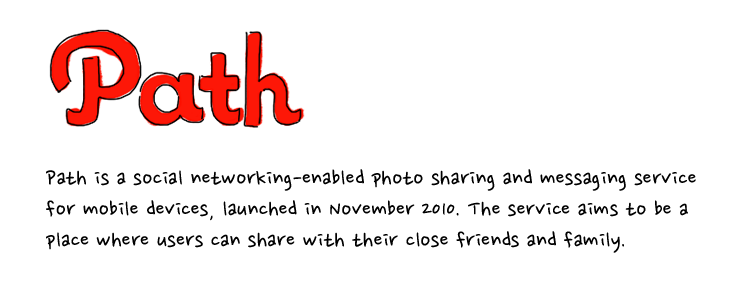 Path
Path is a social networking-enabled photo sharing and messaging service
for mobile devices, launched in November 2010. The service aims to be a
place where users can share with their close friends and family.